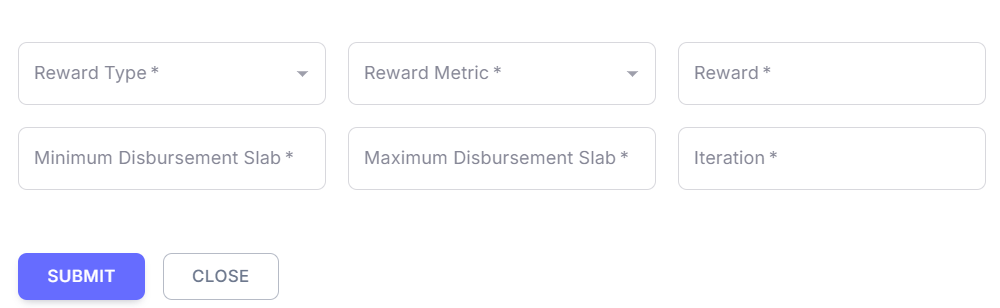 Reward Type * Reward Metric * Reward *
Minimum Disbursement Slab * Maximum Disbursement Slab * Iteration *
SUBMIT CLOSE